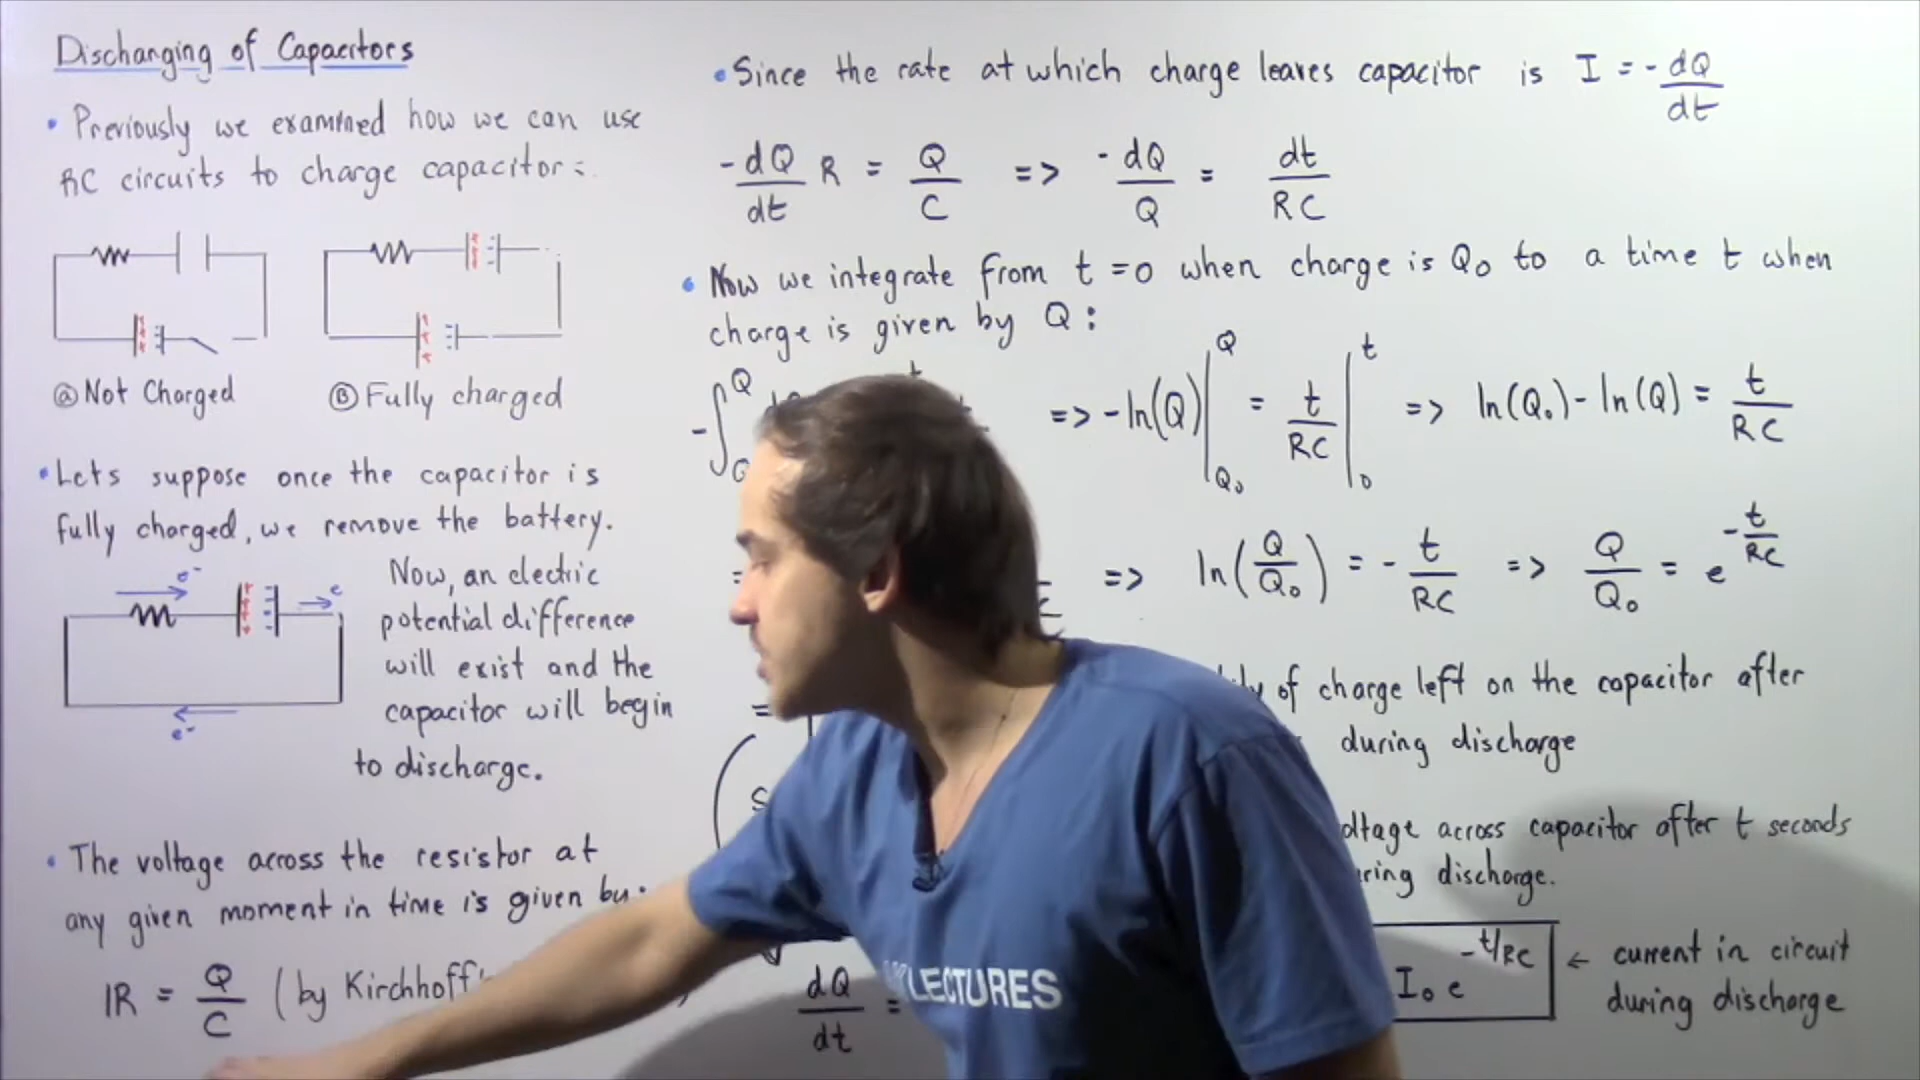 Discharging of Capacitors
• Previously we examined how we can use
RC circuits to charge capacitor:
Ⓐ Not Charged
Ⓑ Fully charged
• Lets suppose once the capacitor is
fully charged, we remove the battery.
Now, an electric
potential difference
will exist and the
capacitor will begin
to discharge.
e⁻
e
e⁻
• The voltage across the resistor at
any given moment in time is given by:
IR = Q/C (by Kirchhoff's
• Since the rate at which charge leaves capacitor is I = -dQ/dt
-dQ/dt R = Q/C => -dQ/Q = dt/RC
• Now we integrate from t=0 when charge is Q₀ to a time t when
charge is given by Q:
=> -ln(Q)|_{Q₀}^{Q} = t/RC|_{0}^{t} => ln(Q₀) - ln(Q) = t/RC
=> ln(Q/Q₀) = -t/RC => Q/Q₀ = e^{-t/RC}
of charge left on the capacitor after
during discharge
across capacitor after t seconds
discharge.
dQ/dt =
LECTURES
I₀ e^{-t/RC} ← current in circuit
during discharge